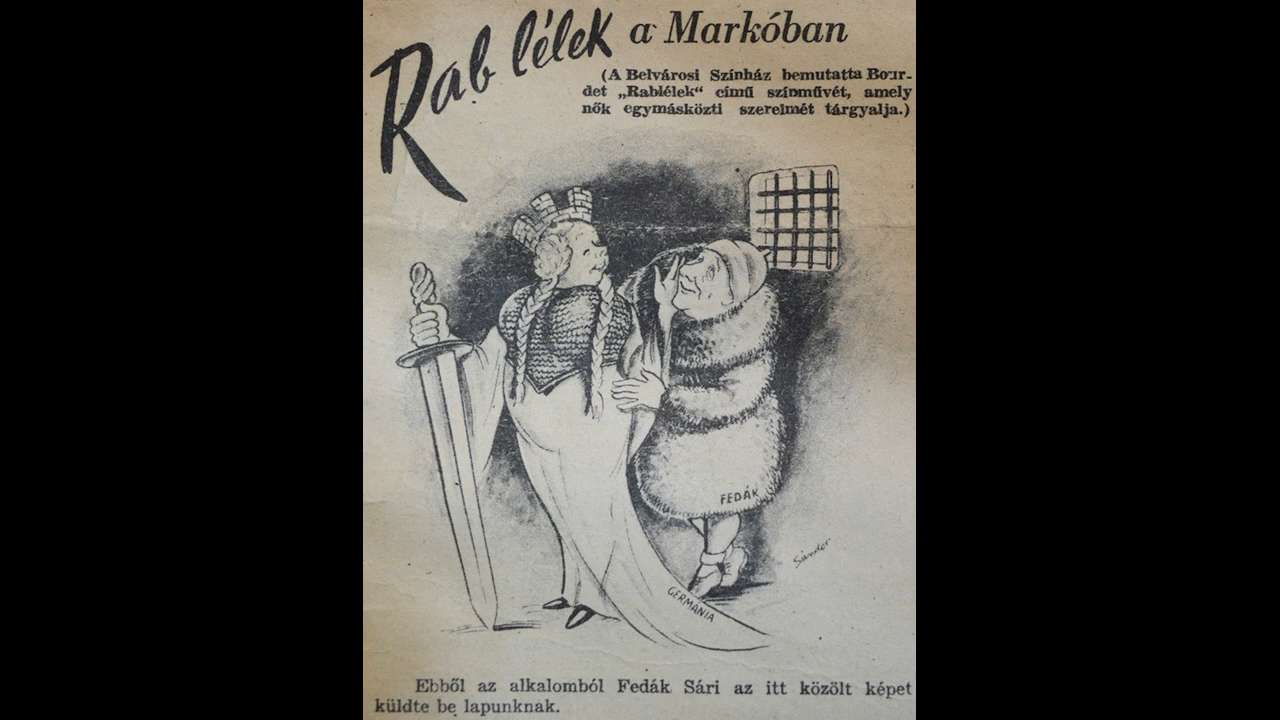 Rab lélek a Markóban
(A Belvárosi Színház bemutatta Bour-
det „Rablélek“ című színművét, amely
nők egymásközti szerelmét tárgyalja.)
FEDÁK
Sándor
GERMANIA
Ebből az alkalomból Fedák Sári az itt közölt képet
küldte be lapunknak.